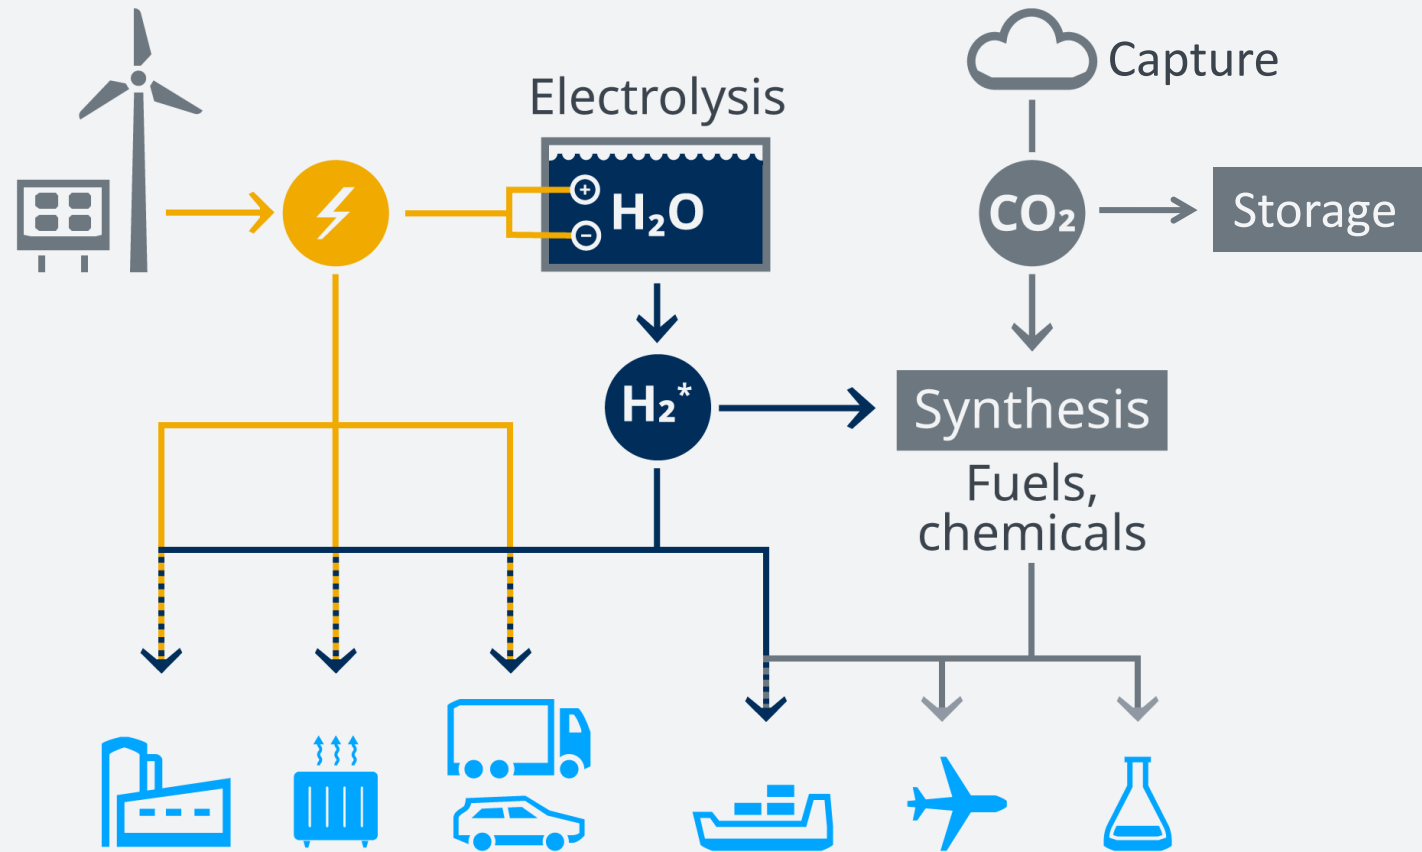 Capture
Electrolysis
H₂O
CO₂
Storage
H₂*
Synthesis
Fuels,
chemicals